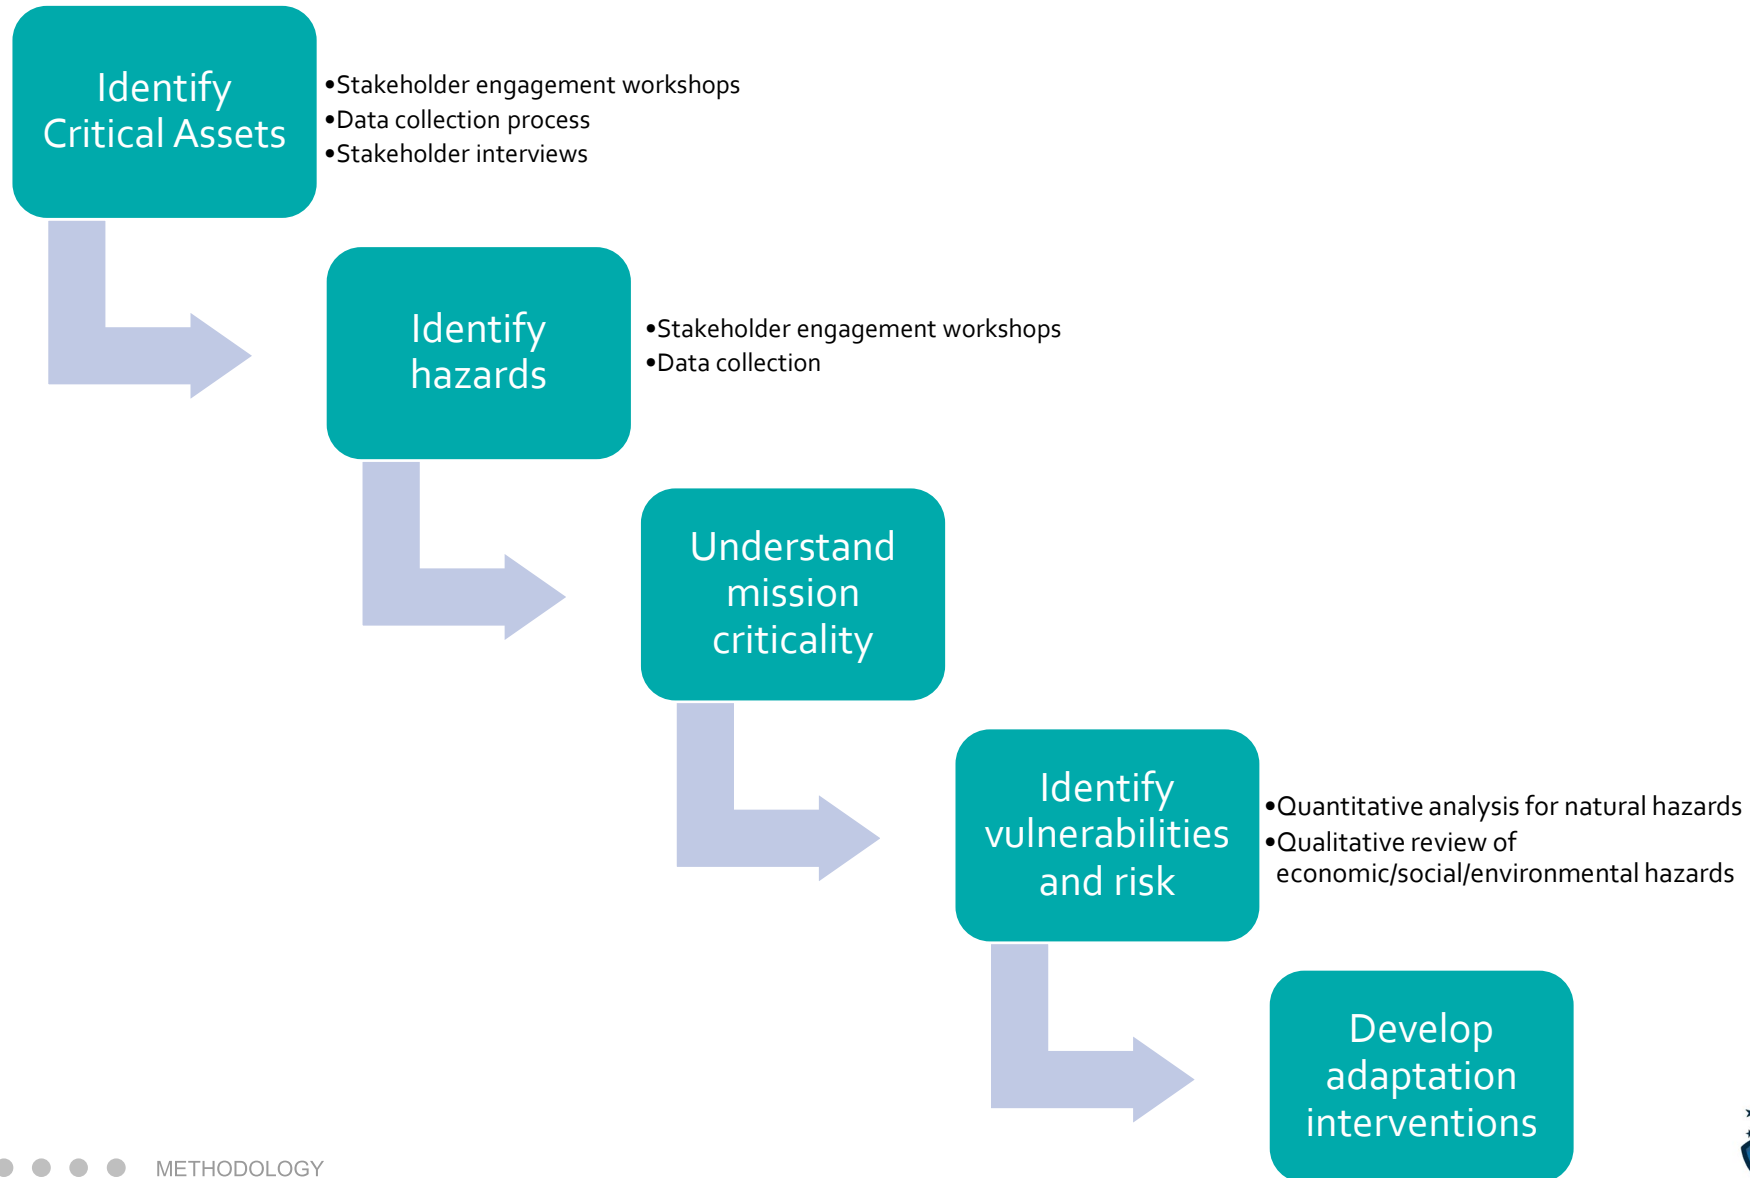 Identify
Critical Assets
•Stakeholder engagement workshops
•Data collection process
•Stakeholder interviews
Identify
hazards
•Stakeholder engagement workshops
•Data collection
Understand
mission
criticality
Identify
vulnerabilities
and risk
•Quantitative analysis for natural hazards
•Qualitative review of
economic/social/environmental hazards
Develop
adaptation
interventions
METHODOLOGY